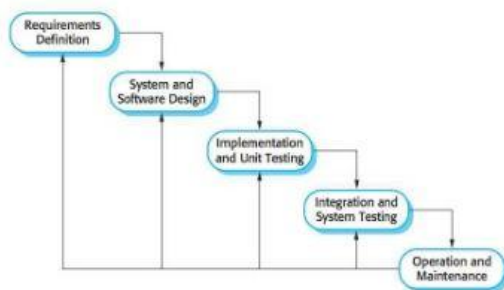 Requirements
Definition
System and
Software Design
Implementation
and Unit Testing
Integration and
System Testing
Operation and
Maintenance